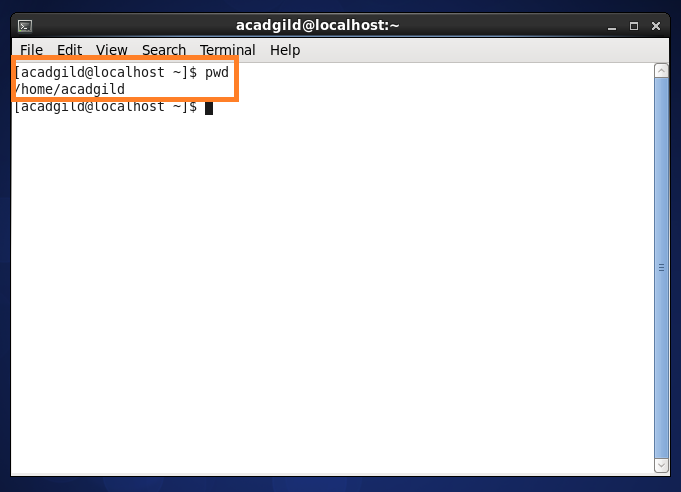 acadgild@localhost:~
File Edit View Search Terminal Help
[acadgild@localhost ~]$ pwd
/home/acadgild
[acadgild@localhost ~]$